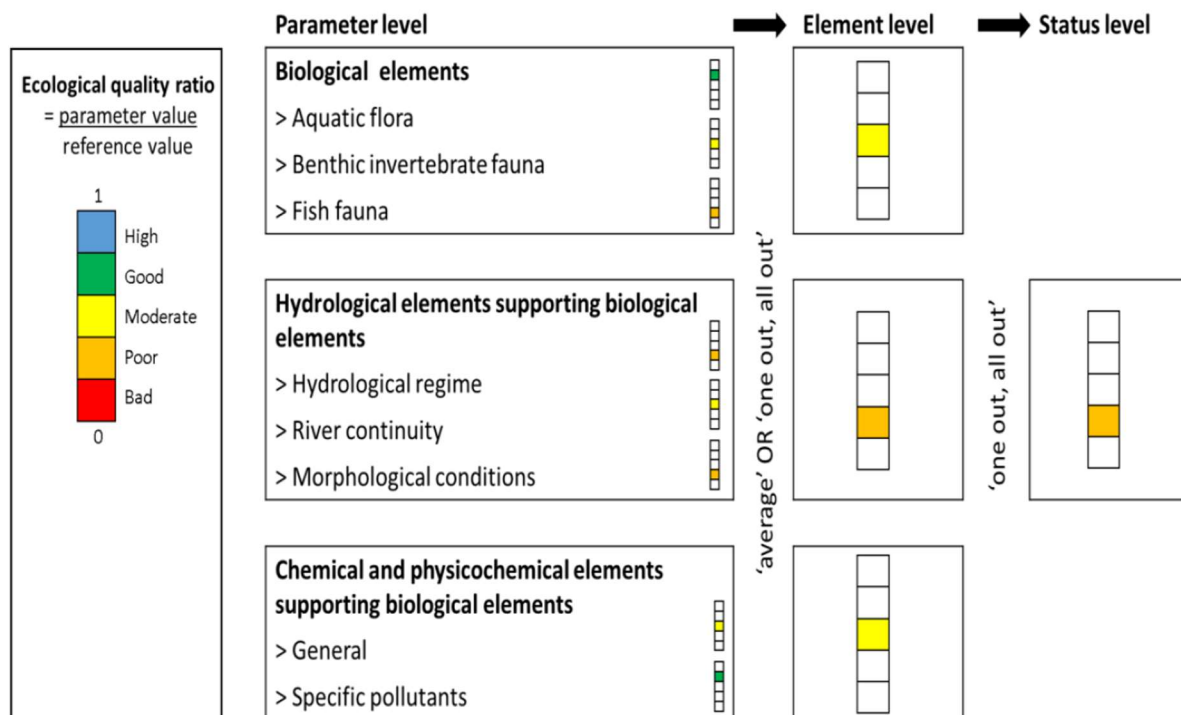 Parameter level
Element level
Status level
Ecological quality ratio
= parameter value
reference value
1
High
Good
Moderate
Poor
Bad
0
Biological elements
> Aquatic flora
> Benthic invertebrate fauna
> Fish fauna
Hydrological elements supporting biological
elements
> Hydrological regime
> River continuity
> Morphological conditions
Chemical and physicochemical elements
supporting biological elements
> General
> Specific pollutants
‘average’ OR ‘one out, all out’
‘one out, all out’